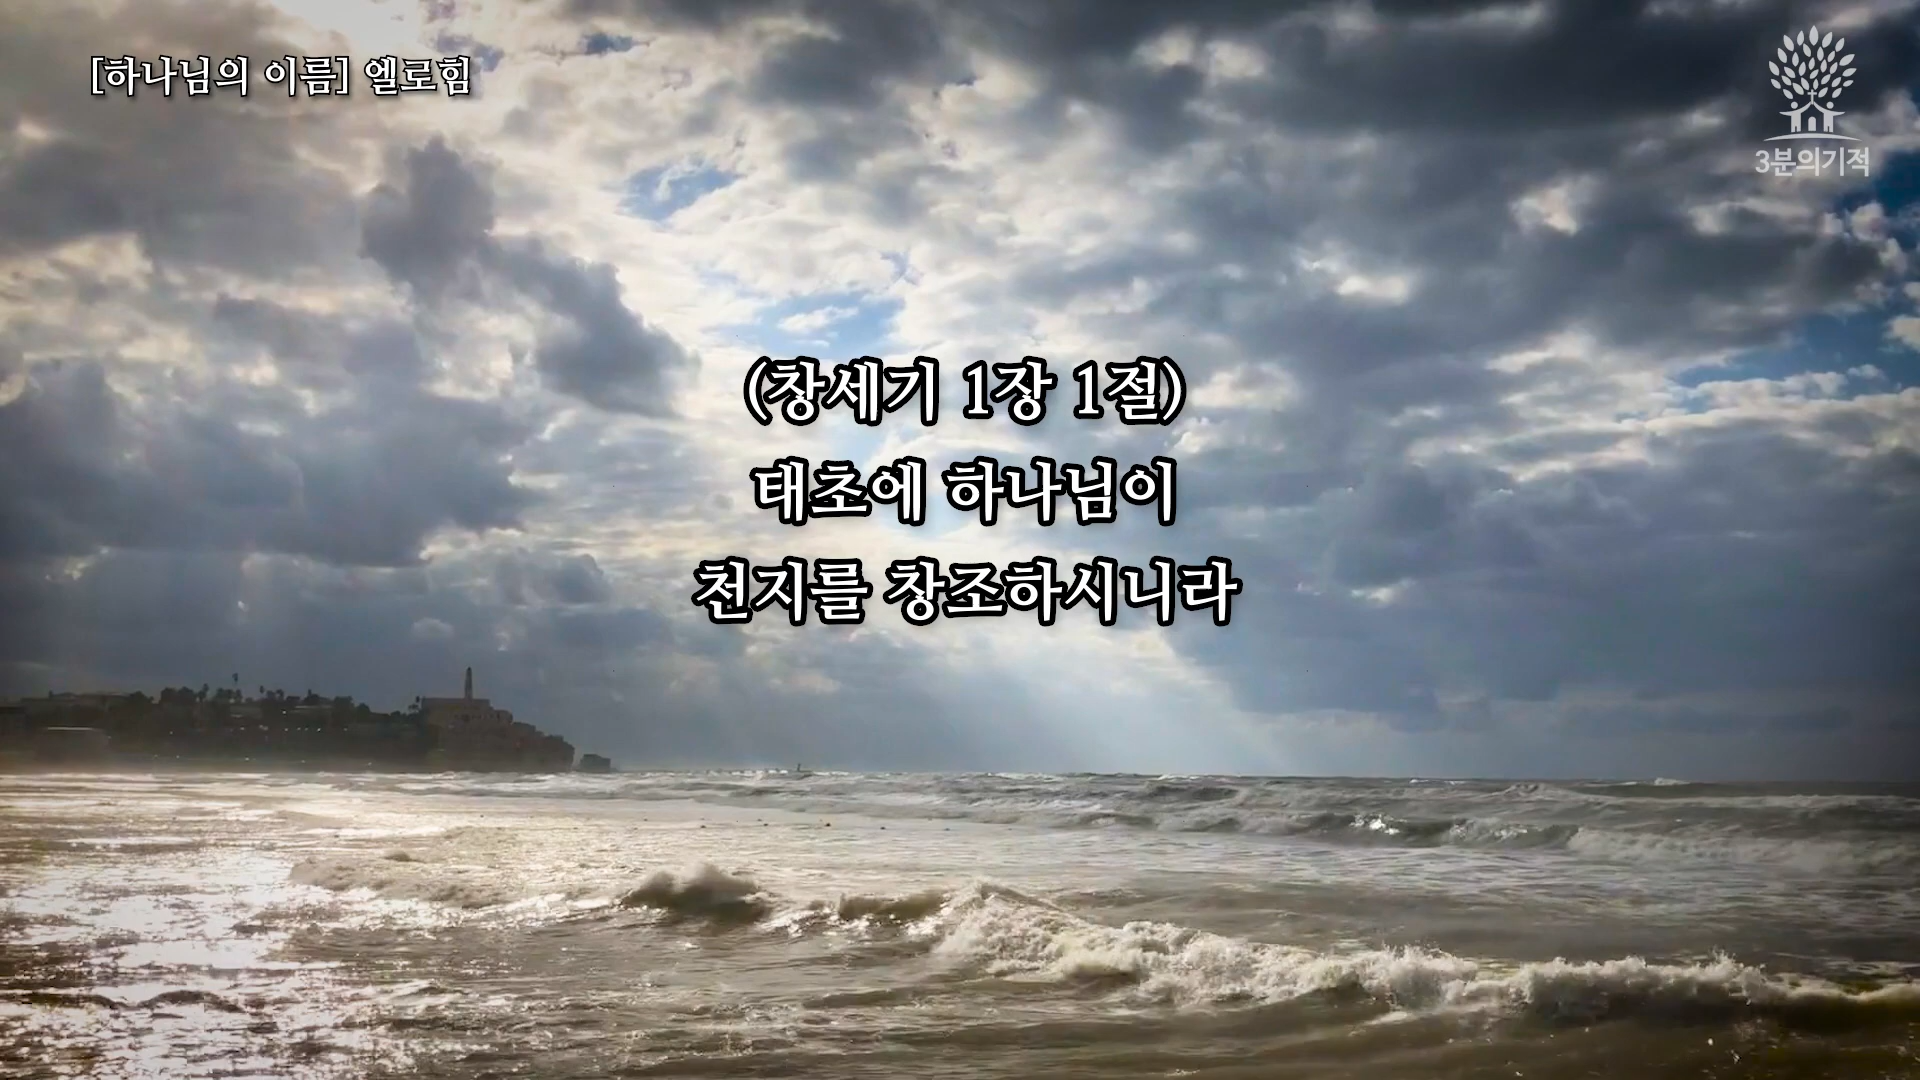 [하나님의 이름] 엘로힘
3분의기적
(창세기 1장 1절)
태초에 하나님이
천지를 창조하시니라